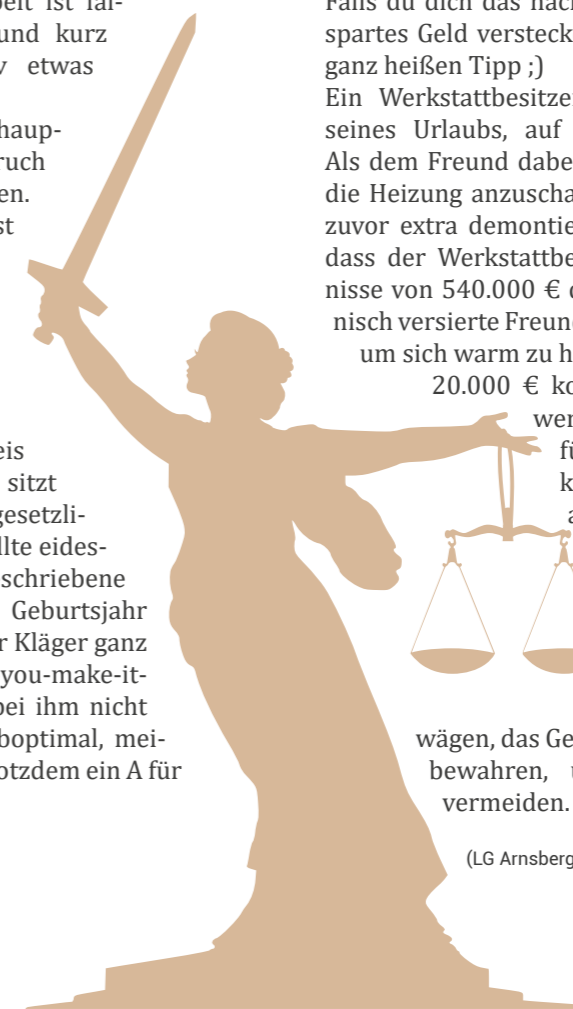 beit ist fäl-
und kurz
v etwas
haup-
ruch
en.
st
eis
sitzt
gesetzli-
llte eides-
schriebene
Geburtsjahr
r Kläger ganz
you-make-it-
bei ihm nicht
boptimal, mei-
otzdem ein A für
Falls du dich das näch
spartes Geld versteck
ganz heißen Tipp ;)
Ein Werkstattbesitze
seines Urlaubs, auf
Als dem Freund dabe
die Heizung anzuscha
zuvor extra demontie
dass der Werkstattbe
nisse von 540.000 €
nisch versierte Freun
um sich warm zu h
20.000 € ko
wer
fü
k
a
wägen, das Ge
bewahren, u
vermeiden.
(LG Arnsberg